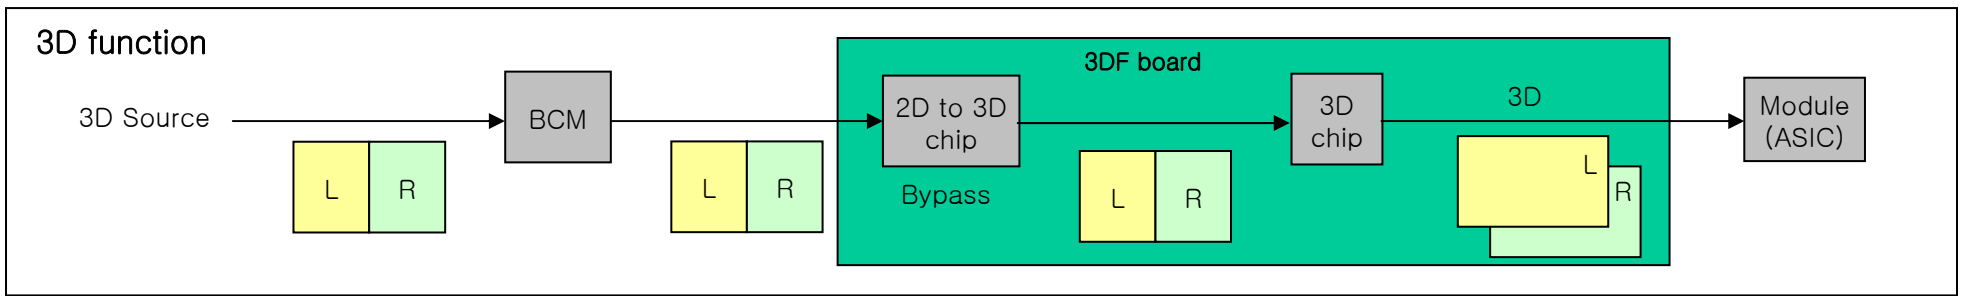 3D function
3DF board
3D Source
BCM
2D to 3D
chip
Bypass
3D
chip
3D
Module
(ASIC)
L R
L R
L R
L
R